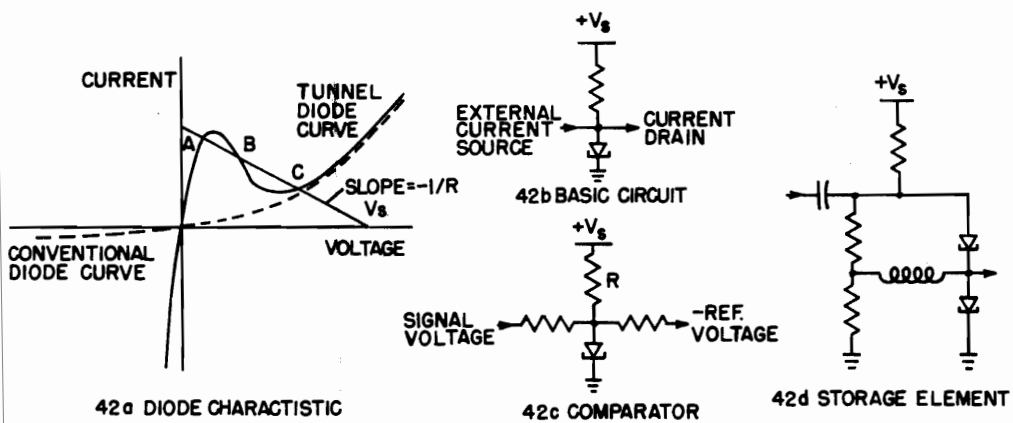 CURRENT
TUNNEL
DIODE
CURVE
A
B
C
SLOPE=-1/R
Vs
VOLTAGE
CONVENTIONAL
DIODE CURVE
42a DIODE CHARCTISTIC
+Vs
EXTERNAL
CURRENT
SOURCE
CURRENT
DRAIN
42b BASIC CIRCUIT
+Vs
R
SIGNAL
VOLTAGE
-REF.
VOLTAGE
42c COMPARATOR
+Vs
42d STORAGE ELEMENT